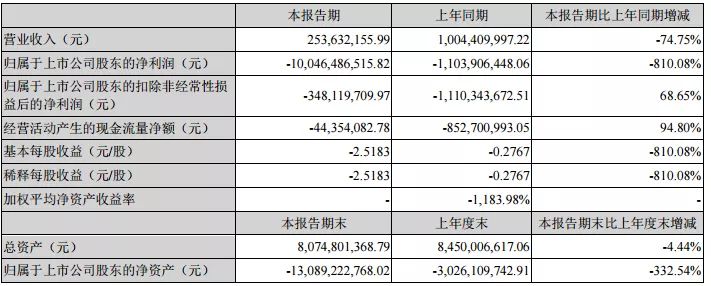 本报告期 上年同期 本报告期比上年同期增减
营业收入（元） 253,632,155.99 1,004,409,997.22 -74.75%
归属于上市公司股东的净利润（元） -10,046,486,515.82 -1,103,906,448.06 -810.08%
归属于上市公司股东的扣除非经常性损
益后的净利润（元） -348,119,709.97 -1,110,343,672.51 68.65%
经营活动产生的现金流量净额（元） -44,354,082.78 -852,700,993.05 94.80%
基本每股收益（元/股） -2.5183 -0.2767 -810.08%
稀释每股收益（元/股） -2.5183 -0.2767 -810.08%
加权平均净资产收益率 - -1,183.98% -
本报告期末 上年度末 本报告期末比上年度末增减
总资产（元） 8,074,801,368.79 8,450,006,617.06 -4.44%
归属于上市公司股东的净资产（元） -13,089,222,768.02 -3,026,109,742.91 -332.54%